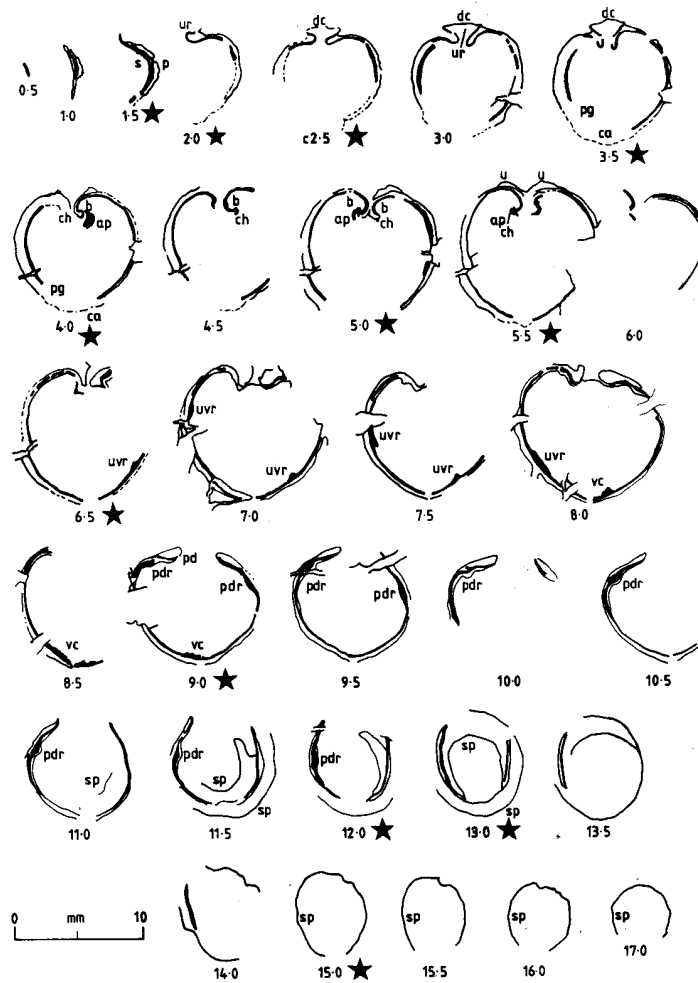 ur dc dc dc
s p ur u
0·5 1·0 1·5 2·0 c2·5 3·0 pg ca 3·5
u u
ch b ap b ch b b ch ap ch
pg ca
4·0 4·5 5·0 5·5 6·0
uvr uvr
uvr uvr uvr vc
6·5 7·0 7·5 8·0
pdr pd pdr pdr pdr pdr pdr
vc vc
8·5 9·0 9·5 10·0 10·5
pdr pdr pdr sp
sp sp sp sp
11·0 11·5 12·0 13·0 13·5
0 mm 10
sp sp sp sp
14·0 15·0 15·5 16·0 17·0